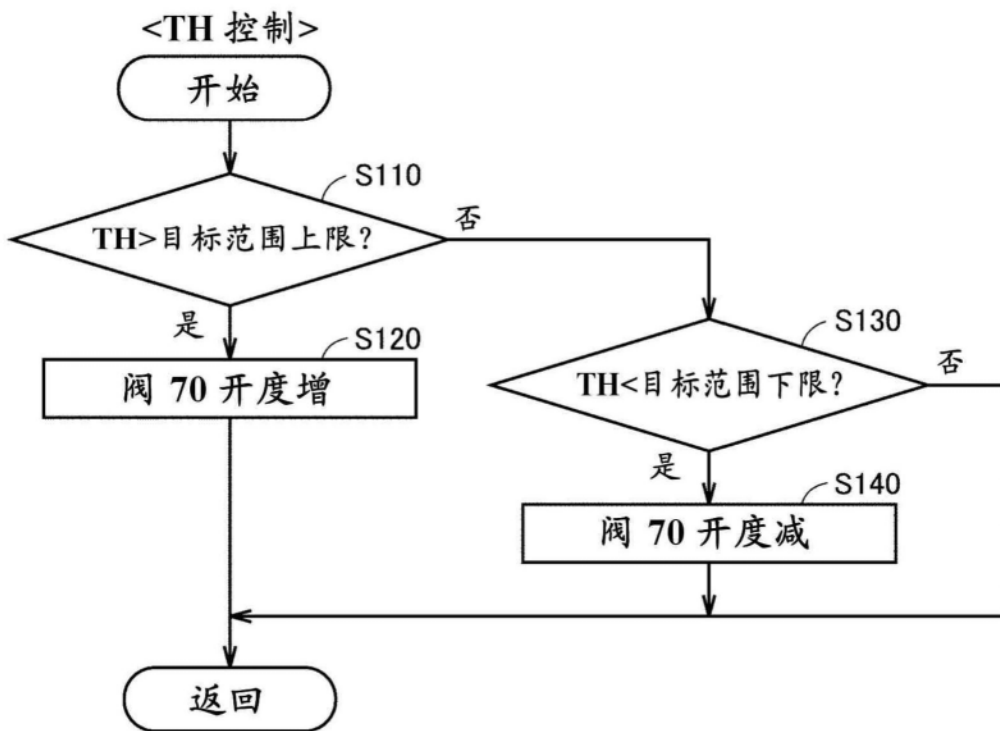 <TH 控制>
开始
S110
TH>目标范围上限？
否
是
S120
阀 70 开度增
S130
TH<目标范围下限？
否
是
S140
阀 70 开度减
返回